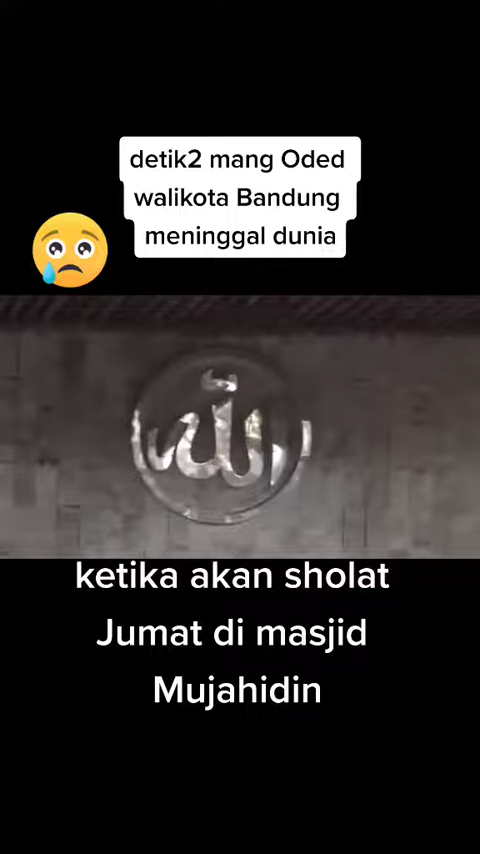 detik2 mang Oded
walikota Bandung
meninggal dunia
الله
ketika akan sholat
Jumat di masjid
Mujahidin